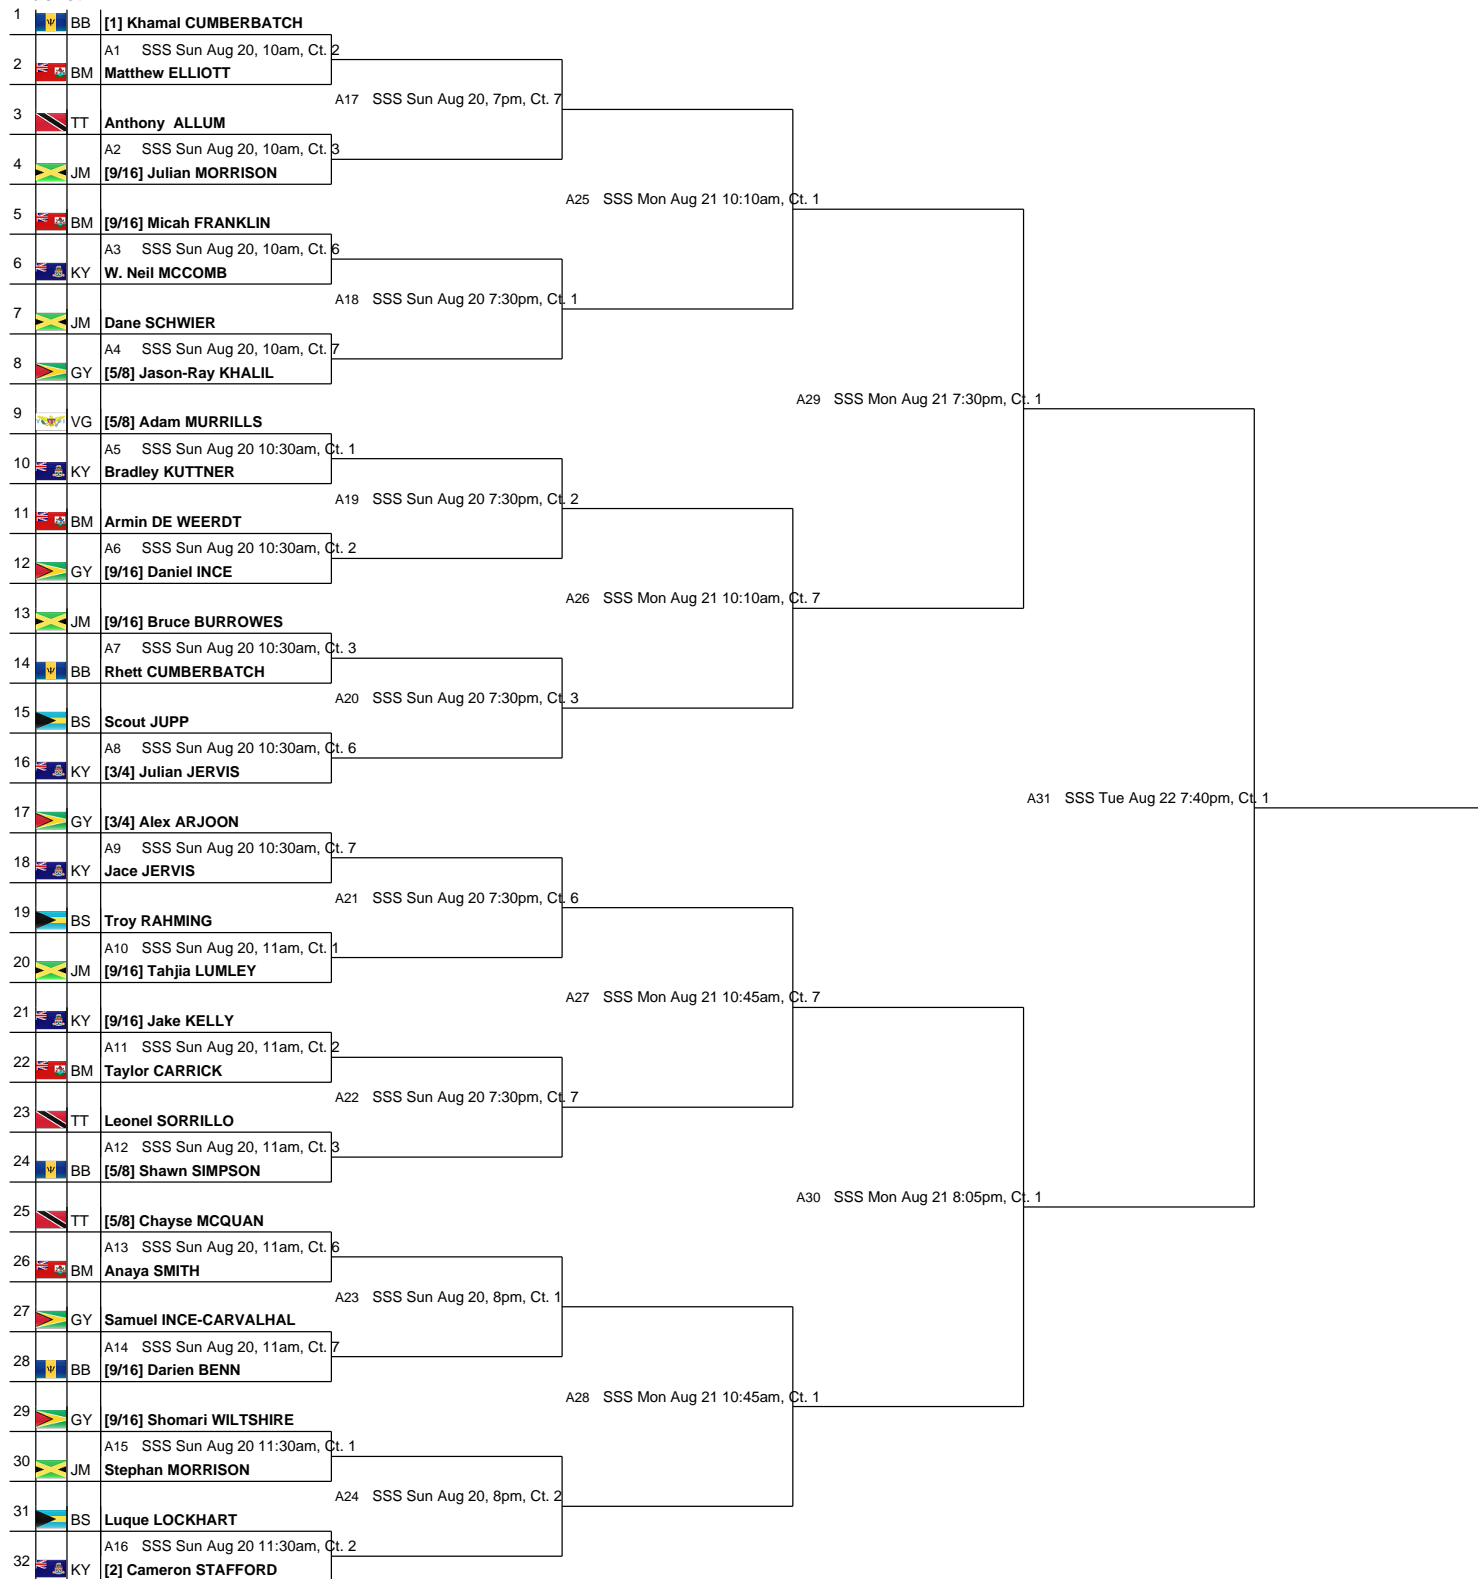 1 BB [1] Khamal CUMBERBATCH
A1 SSS Sun Aug 20, 10am, Ct. 2
2 BM Matthew ELLIOTT
A17 SSS Sun Aug 20, 7pm, Ct. 7
3 TT Anthony ALLUM
A2 SSS Sun Aug 20, 10am, Ct. 3
4 JM [9/16] Julian MORRISON
A25 SSS Mon Aug 21 10:10am, Ct. 1
5 BM [9/16] Micah FRANKLIN
A3 SSS Sun Aug 20, 10am, Ct. 6
6 KY W. Neil MCCOMB
A18 SSS Sun Aug 20 7:30pm, Ct. 1
7 JM Dane SCHWIER
A4 SSS Sun Aug 20, 10am, Ct. 7
8 GY [5/8] Jason-Ray KHALIL
A29 SSS Mon Aug 21 7:30pm, Ct. 1
9 VG [5/8] Adam MURRILLS
A5 SSS Sun Aug 20 10:30am, Ct. 1
10 KY Bradley KUTTNER
A19 SSS Sun Aug 20 7:30pm, Ct. 2
11 BM Armin DE WEERDT
A6 SSS Sun Aug 20 10:30am, Ct. 2
12 GY [9/16] Daniel INCE
A26 SSS Mon Aug 21 10:10am, Ct. 7
13 JM [9/16] Bruce BURROWES
A7 SSS Sun Aug 20 10:30am, Ct. 3
14 BB Rhett CUMBERBATCH
A20 SSS Sun Aug 20 7:30pm, Ct. 3
15 BS Scout JUPP
A8 SSS Sun Aug 20 10:30am, Ct. 6
16 KY [3/4] Julian JERVIS
A31 SSS Tue Aug 22 7:40pm, Ct. 1
17 GY [3/4] Alex ARJOON
A9 SSS Sun Aug 20 10:30am, Ct. 7
18 KY Jace JERVIS
A21 SSS Sun Aug 20 7:30pm, Ct. 6
19 BS Troy RAHMING
A10 SSS Sun Aug 20, 11am, Ct. 1
20 JM [9/16] Tahjia LUMLEY
A27 SSS Mon Aug 21 10:45am, Ct. 7
21 KY [9/16] Jake KELLY
A11 SSS Sun Aug 20, 11am, Ct. 2
22 BM Taylor CARRICK
A22 SSS Sun Aug 20 7:30pm, Ct. 7
23 TT Leonel SORRILLO
A12 SSS Sun Aug 20, 11am, Ct. 3
24 BB [5/8] Shawn SIMPSON
A30 SSS Mon Aug 21 8:05pm, Ct. 1
25 TT [5/8] Chayse MCQUAN
A13 SSS Sun Aug 20, 11am, Ct. 6
26 BM Anaya SMITH
A23 SSS Sun Aug 20, 8pm, Ct. 1
27 GY Samuel INCE-CARVALHAL
A14 SSS Sun Aug 20, 11am, Ct. 7
28 BB [9/16] Darien BENN
A28 SSS Mon Aug 21 10:45am, Ct. 1
29 GY [9/16] Shomari WILTSHIRE
A15 SSS Sun Aug 20 11:30am, Ct. 1
30 JM Stephan MORRISON
A24 SSS Sun Aug 20, 8pm, Ct. 2
31 BS Luque LOCKHART
A16 SSS Sun Aug 20 11:30am, Ct. 2
32 KY [2] Cameron STAFFORD